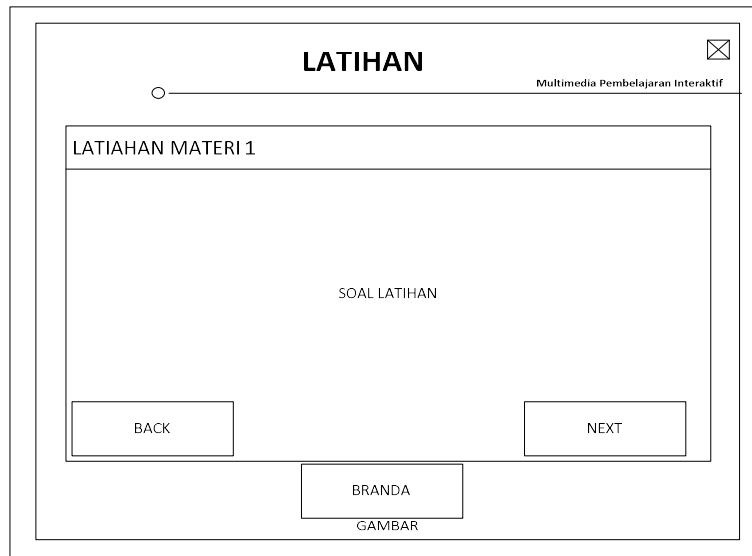 LATIHAN
Multimedia Pembelajaran Interaktif
LATIAHAN MATERI 1
SOAL LATIHAN
BACK
NEXT
BRANDA
GAMBAR